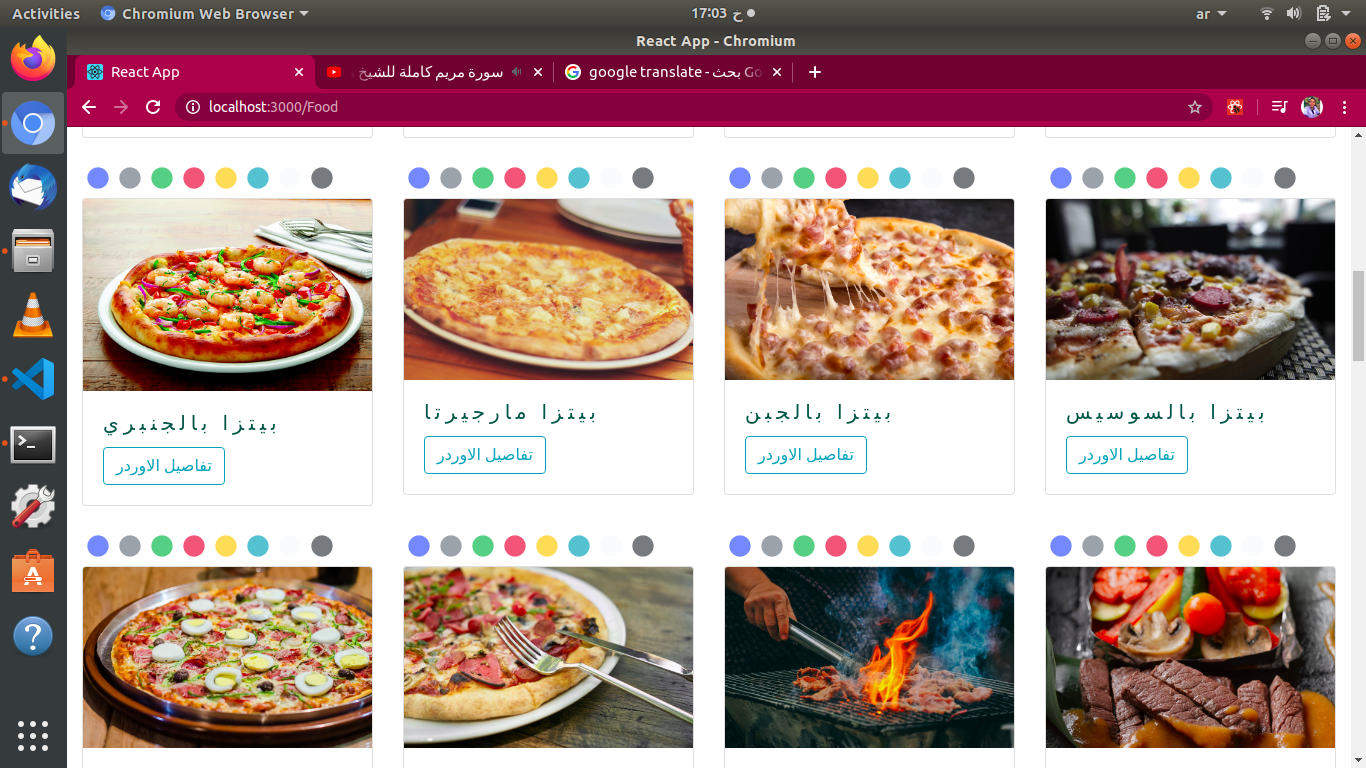 Activities
Chromium Web Browser
خ 17:03
ar
React App - Chromium
React App
سورة مريم كاملة للشيخ
google translate - بحث Go
localhost:3000/Food
بيتزا بالجنبري
بيتزا مارجيرتا
بيتزا بالجبن
بيتزا بالسوسيس
تفاصيل الاوردر
تفاصيل الاوردر
تفاصيل الاوردر
تفاصيل الاوردر